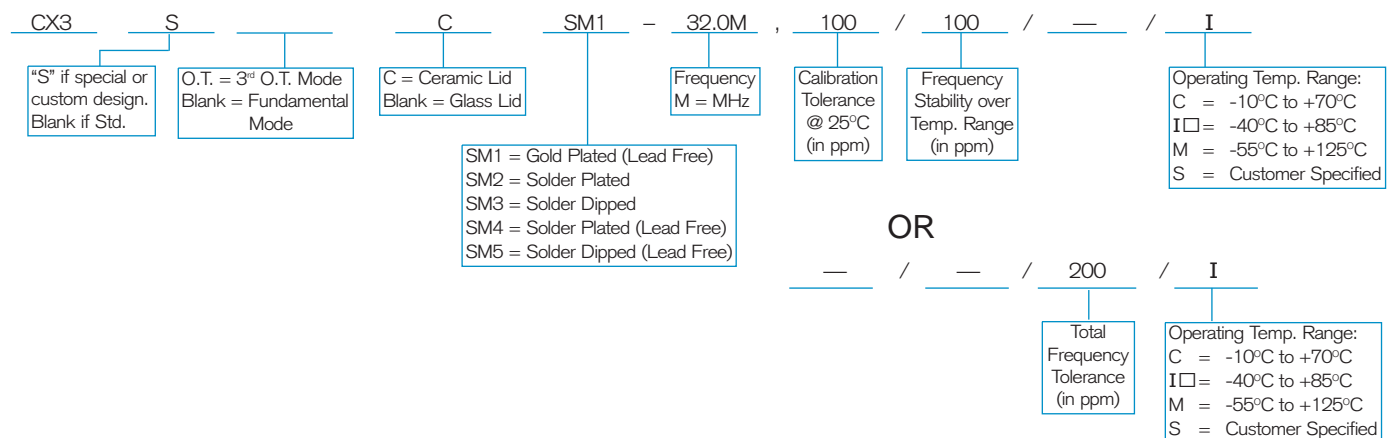 CX3 S C SM1 – 32.0M , 100 / 100 / — / I
"S" if special or
custom design.
Blank if Std.
O.T. = 3rd O.T. Mode
Blank = Fundamental
Mode
C = Ceramic Lid
Blank = Glass Lid
SM1 = Gold Plated (Lead Free)
SM2 = Solder Plated
SM3 = Solder Dipped
SM4 = Solder Plated (Lead Free)
SM5 = Solder Dipped (Lead Free)
Frequency
M = MHz
Calibration
Tolerance
@ 25°C
(in ppm)
Frequency
Stability over
Temp. Range
(in ppm)
Operating Temp. Range:
C = -10°C to +70°C
I□= -40°C to +85°C
M = -55°C to +125°C
S = Customer Specified
OR
— / — / 200 / I
Total
Frequency
Tolerance
(in ppm)
Operating Temp. Range:
C = -10°C to +70°C
I□= -40°C to +85°C
M = -55°C to +125°C
S = Customer Specified